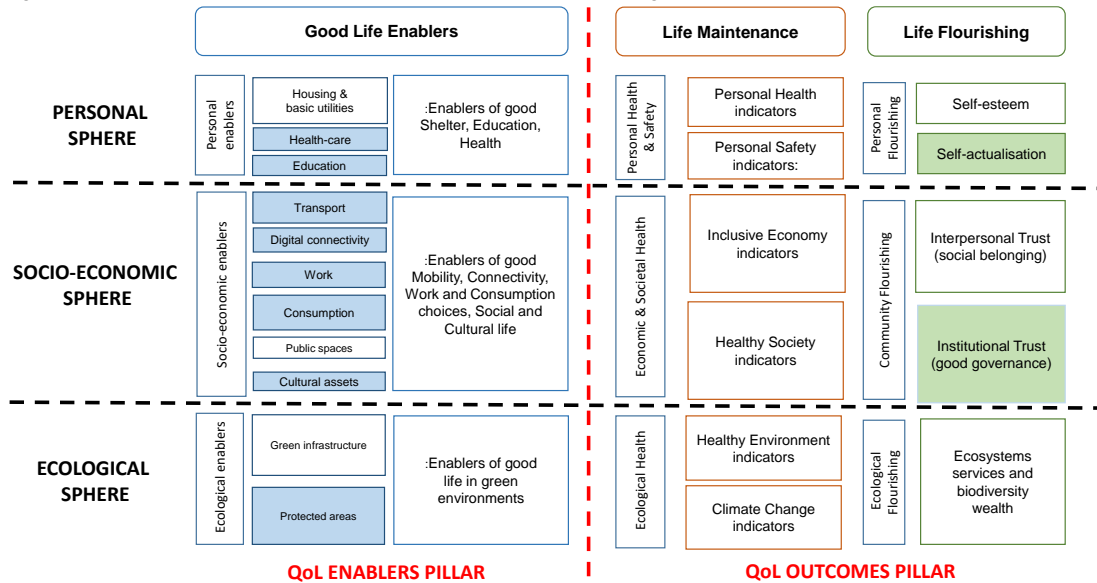 Good Life Enablers
Life Maintenance
Life Flourishing
PERSONAL
SPHERE
Personal
enablers
Housing &
basic utilities
Health-care
Education
:Enablers of good
Shelter, Education,
Health
Personal Health
& Safety
Personal Health
indicators
Personal Safety
indicators:
Personal
Flourishing
Self-esteem
Self-actualisation
SOCIO-ECONOMIC
SPHERE
Socio-economic enablers
Transport
Digital connectivity
Work
Consumption
Public spaces
Cultural assets
:Enablers of good
Mobility, Connectivity,
Work and Consumption
choices, Social and
Cultural life
Economic & Societal Health
Inclusive Economy
indicators
Healthy Society
indicators
Community Flourishing
Interpersonal Trust
(social belonging)
Institutional Trust
(good governance)
ECOLOGICAL
SPHERE
Ecological enablers
Green infrastructure
Protected areas
:Enablers of good
life in green
environments
Ecological Health
Healthy Environment
indicators
Climate Change
indicators
Ecological
Flourishing
Ecosystems
services and
biodiversity
wealth
QoL ENABLERS PILLAR
QoL OUTCOMES PILLAR